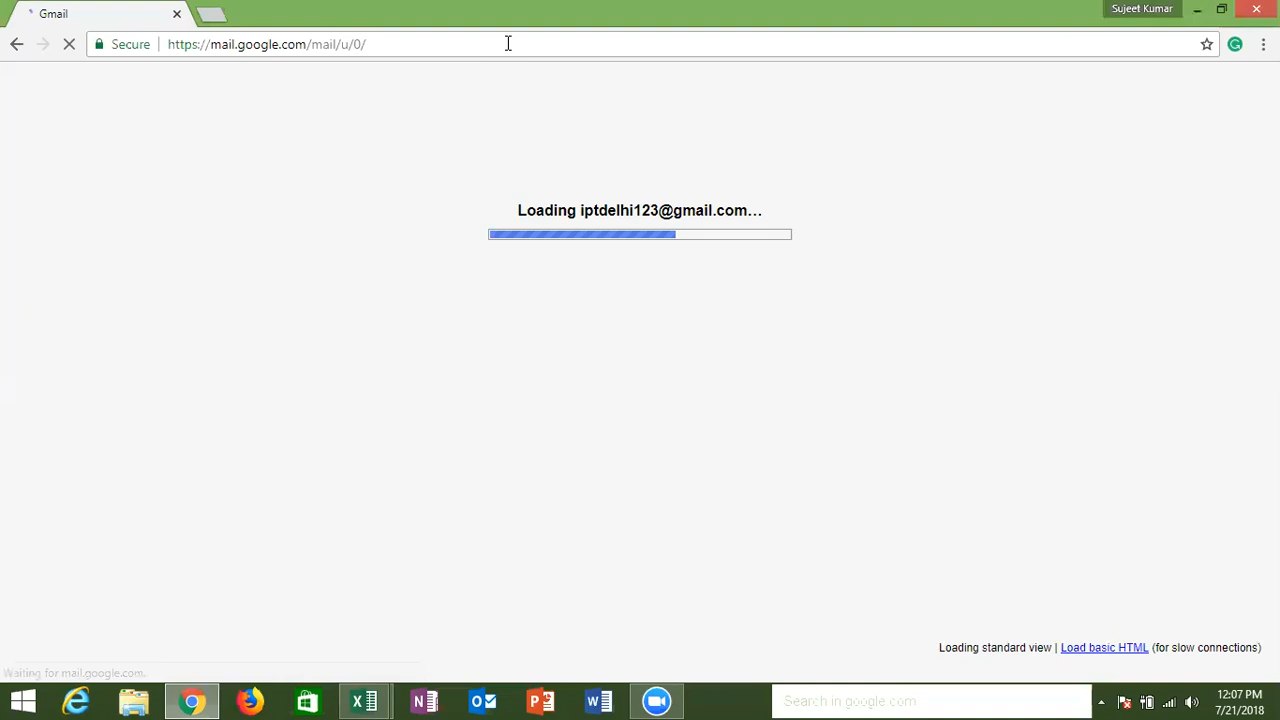 Gmail
Sujeet Kumar
Secure
https://mail.google.com/mail/u/0/
Loading iptdelhi123@gmail.com…
Loading standard view | Load basic HTML (for slow connections)
Waiting for mail.google.com...
Search in google.com
12:07 PM
7/21/2018